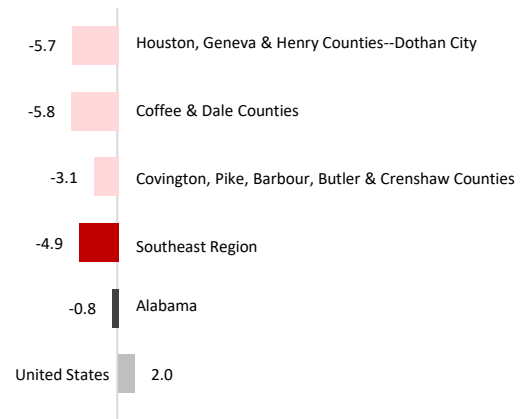 -5.7 Houston, Geneva & Henry Counties--Dothan City
-5.8 Coffee & Dale Counties
-3.1 Covington, Pike, Barbour, Butler & Crenshaw Counties
-4.9 Southeast Region
-0.8 Alabama
United States 2.0